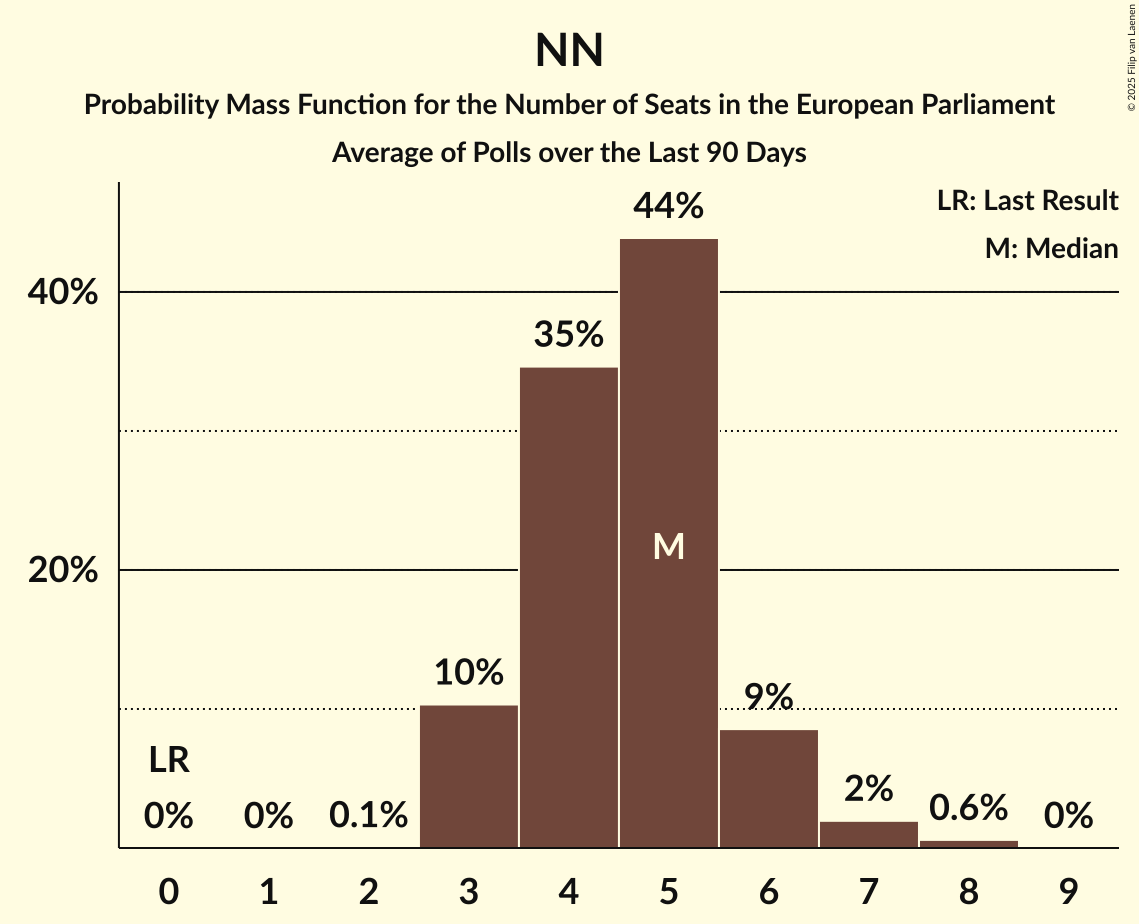 NN
Probability Mass Function for the Number of Seats in the European Parliament
Average of Polls over the Last 90 Days
© 2025 Filip van Laenen
LR: Last Result
M: Median
44%
40%
35%
M
20%
10%
9%
LR
2%
0%
0%
0.1%
0.6%
0%
0 1 2 3 4 5 6 7 8 9